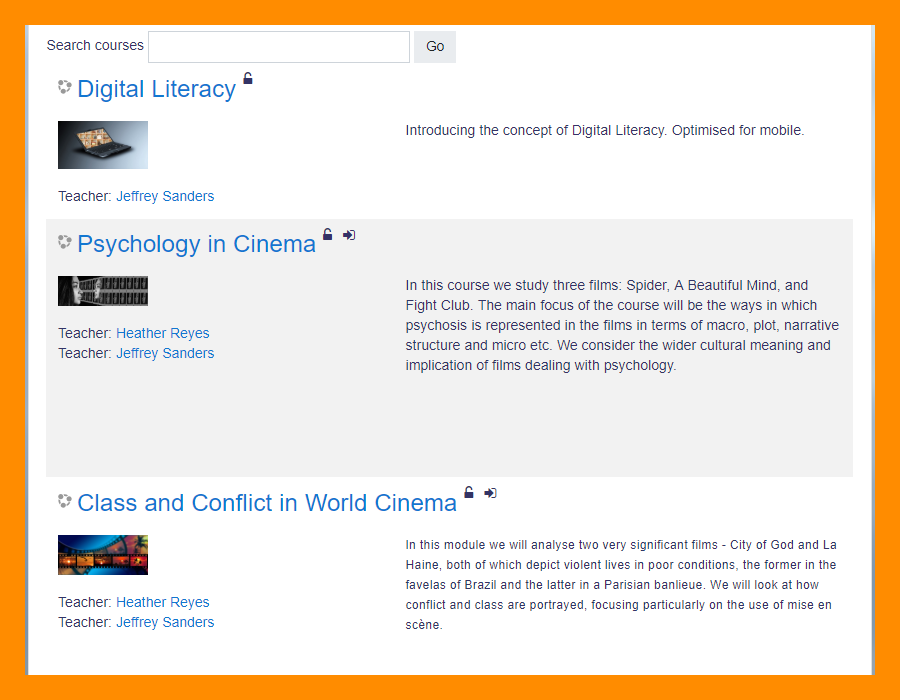 Search courses Go
Digital Literacy
Introducing the concept of Digital Literacy. Optimised for mobile.
Teacher: Jeffrey Sanders
Psychology in Cinema
In this course we study three films: Spider, A Beautiful Mind, and
Fight Club. The main focus of the course will be the ways in which
psychosis is represented in the films in terms of macro, plot, narrative
structure and micro etc. We consider the wider cultural meaning and
implication of films dealing with psychology.
Teacher: Heather Reyes
Teacher: Jeffrey Sanders
Class and Conflict in World Cinema
In this module we will analyse two very significant films - City of God and La
Haine, both of which depict violent lives in poor conditions, the former in the
favelas of Brazil and the latter in a Parisian banlieue. We will look at how
conflict and class are portrayed, focusing particularly on the use of mise en
scène.
Teacher: Heather Reyes
Teacher: Jeffrey Sanders